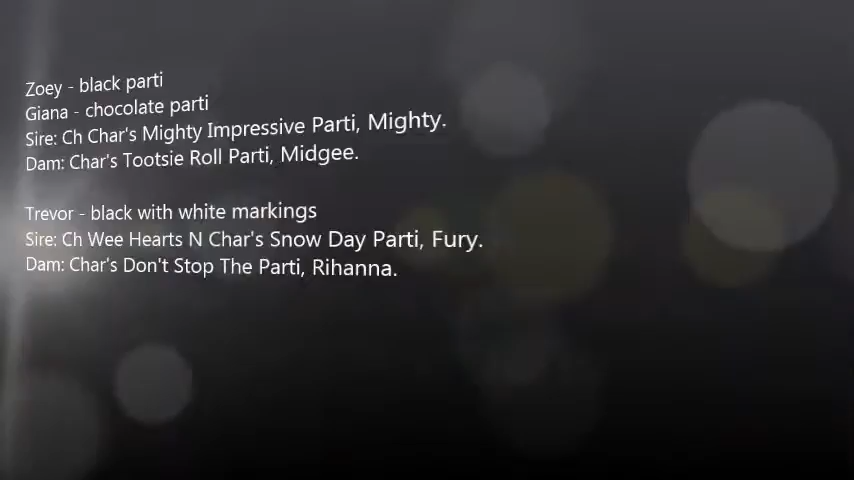 Zoey - black parti
Giana - chocolate parti
Sire: Ch Char's Mighty Impressive Parti, Mighty.
Dam: Char's Tootsie Roll Parti, Midgee.
Trevor - black with white markings
Sire: Ch Wee Hearts N Char's Snow Day Parti, Fury.
Dam: Char's Don't Stop The Parti, Rihanna.